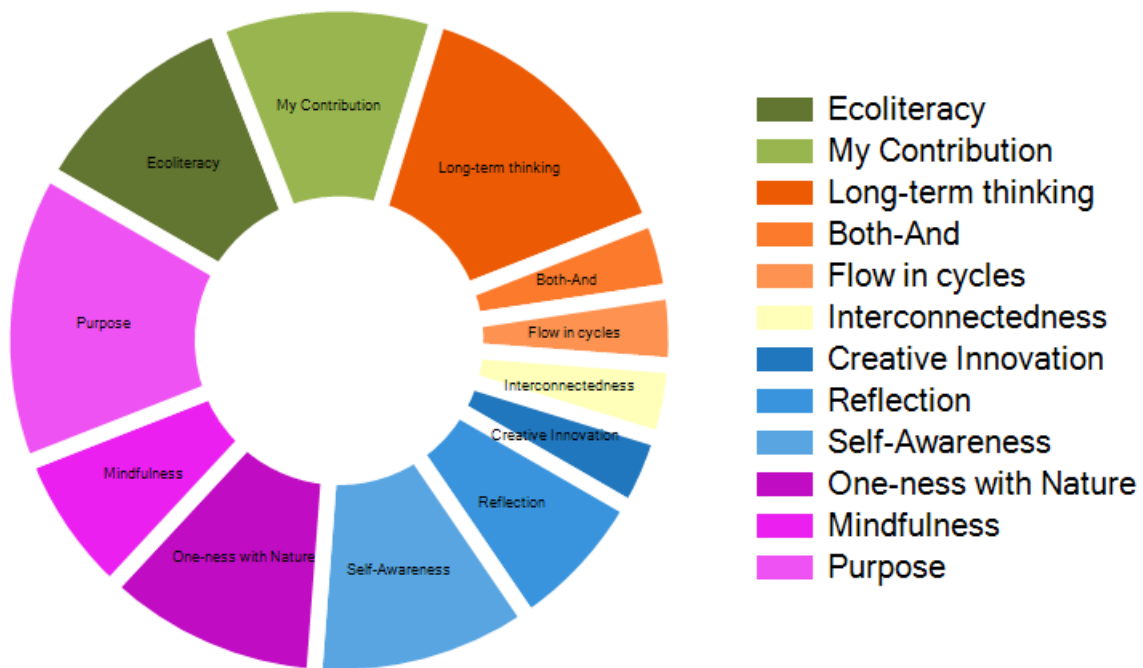 My Contribution
Ecoliteracy
Long-term thinking
Both-And
Purpose
Flow in cycles
Interconnectedness
Creative Innovation
Mindfulness
Reflection
One-ness with Nature
Self-Awareness
Ecoliteracy
My Contribution
Long-term thinking
Both-And
Flow in cycles
Interconnectedness
Creative Innovation
Reflection
Self-Awareness
One-ness with Nature
Mindfulness
Purpose